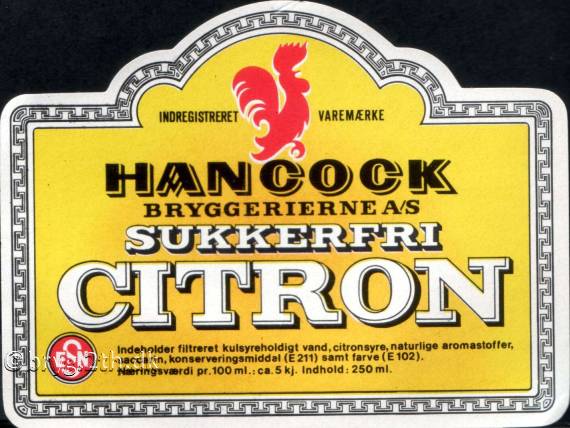 INDREGISTRERET VAREMÆRKE
HANCOCK
BRYGGERIERNE A/S
SUKKERFRI
CITRON
Indeholder filtreret kulsyreholdigt vand, citronsyre, naturlige aromastoffer,
saccarin, konserveringsmiddel (E 211) samt farve (E 102).
Næringsværdi pr. 100 ml.: ca. 5 kj. Indhold: 250 ml.